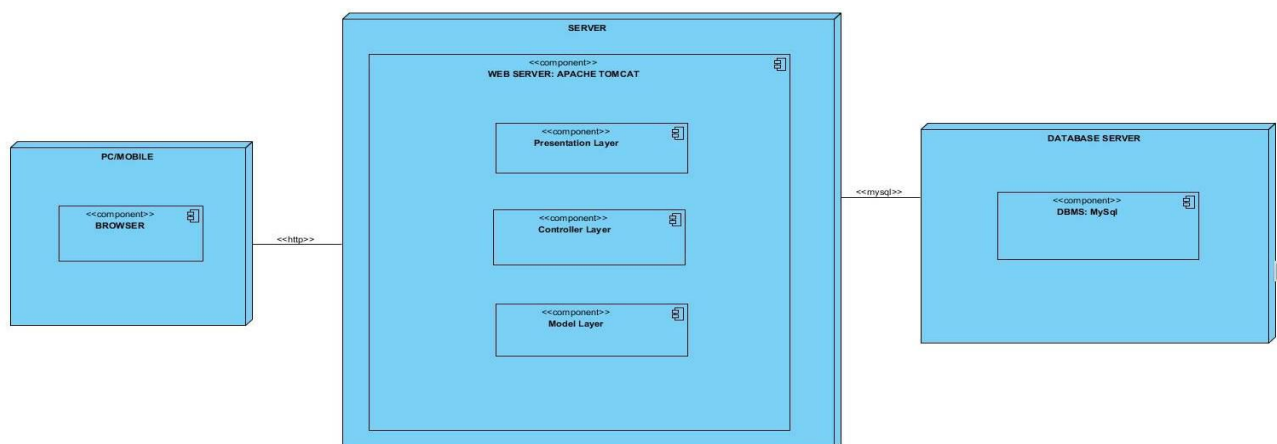 SERVER
<<component>>
WEB SERVER: APACHE TOMCAT
<<component>>
Presentation Layer
<<component>>
Controller Layer
<<component>>
Model Layer
PC/MOBILE
<<component>>
BROWSER
<<http>>
<<mysql>>
DATABASE SERVER
<<component>>
DBMS: MySql